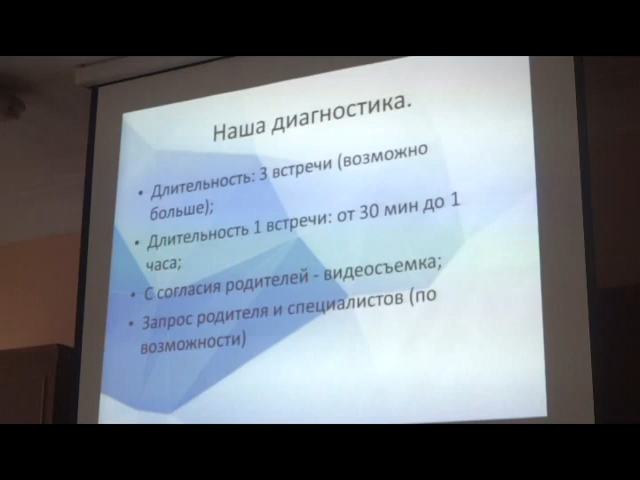 Наша диагностика.
• Длительность: 3 встречи (возможно
больше);
• Длительность 1 встречи: от 30 мин до 1
часа;
• С согласия родителей - видеосъемка;
• Запрос родителя и специалистов (по
возможности)